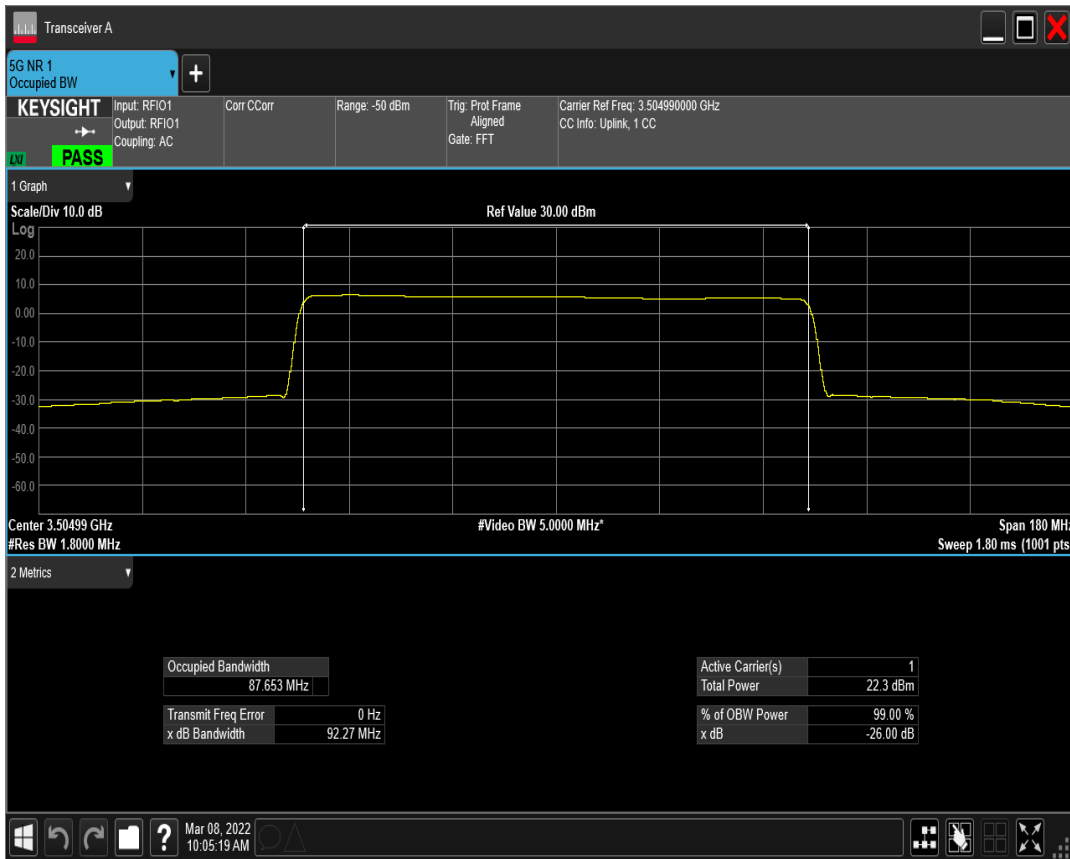 Transceiver A
5G NR 1
Occupied BW
+
KEYSIGHT
LXI
PASS
Input: RFIO1
Output: RFIO1
Coupling: AC
Corr CCorr
Range: -50 dBm
Trig: Prot Frame
Aligned
Gate: FFT
Carrier Ref Freq: 3.504990000 GHz
CC Info: Uplink, 1 CC
1 Graph
Scale/Div 10.0 dB
Ref Value 30.00 dBm
Log
20.0
10.0
0.00
-10.0
-20.0
-30.0
-40.0
-50.0
-60.0
Center 3.50499 GHz
#Video BW 5.0000 MHz*
Span 180 MHz
#Res BW 1.8000 MHz
Sweep 1.80 ms (1001 pts
2 Metrics
Occupied Bandwidth
87.653 MHz
Transmit Freq Error 0 Hz
x dB Bandwidth 92.27 MHz
Active Carrier(s) 1
Total Power 22.3 dBm
% of OBW Power 99.00 %
x dB -26.00 dB
?
Mar 08, 2022
10:05:19 AM